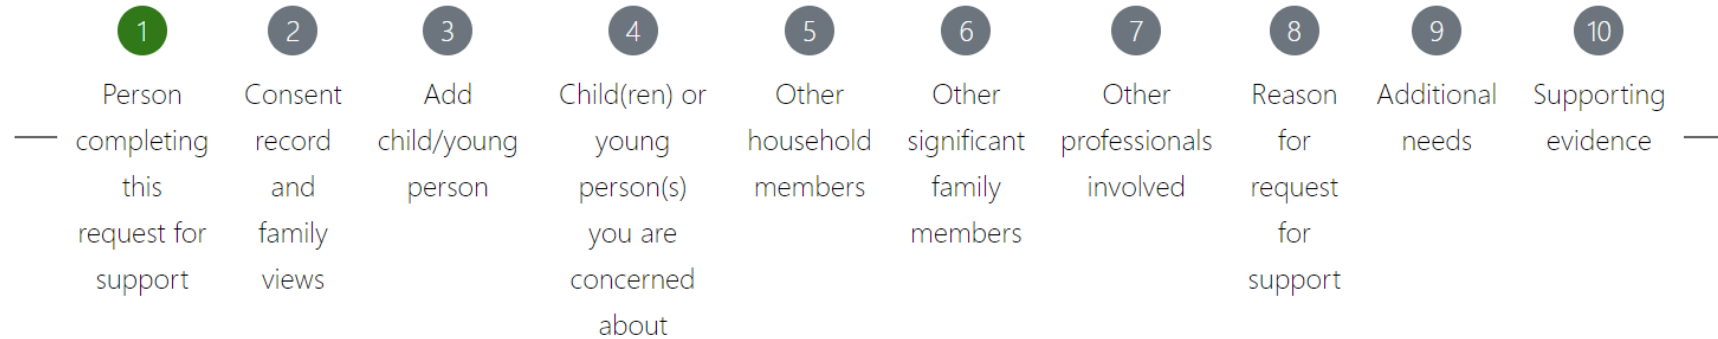 1
Person
completing
this
request for
support
2
Consent
record
and
family
views
3
Add
child/young
person
4
Child(ren) or
young
person(s)
you are
concerned
about
5
Other
household
members
6
Other
significant
family
members
7
Other
professionals
involved
8
Reason
for
request
for
support
9
Additional
needs
10
Supporting
evidence